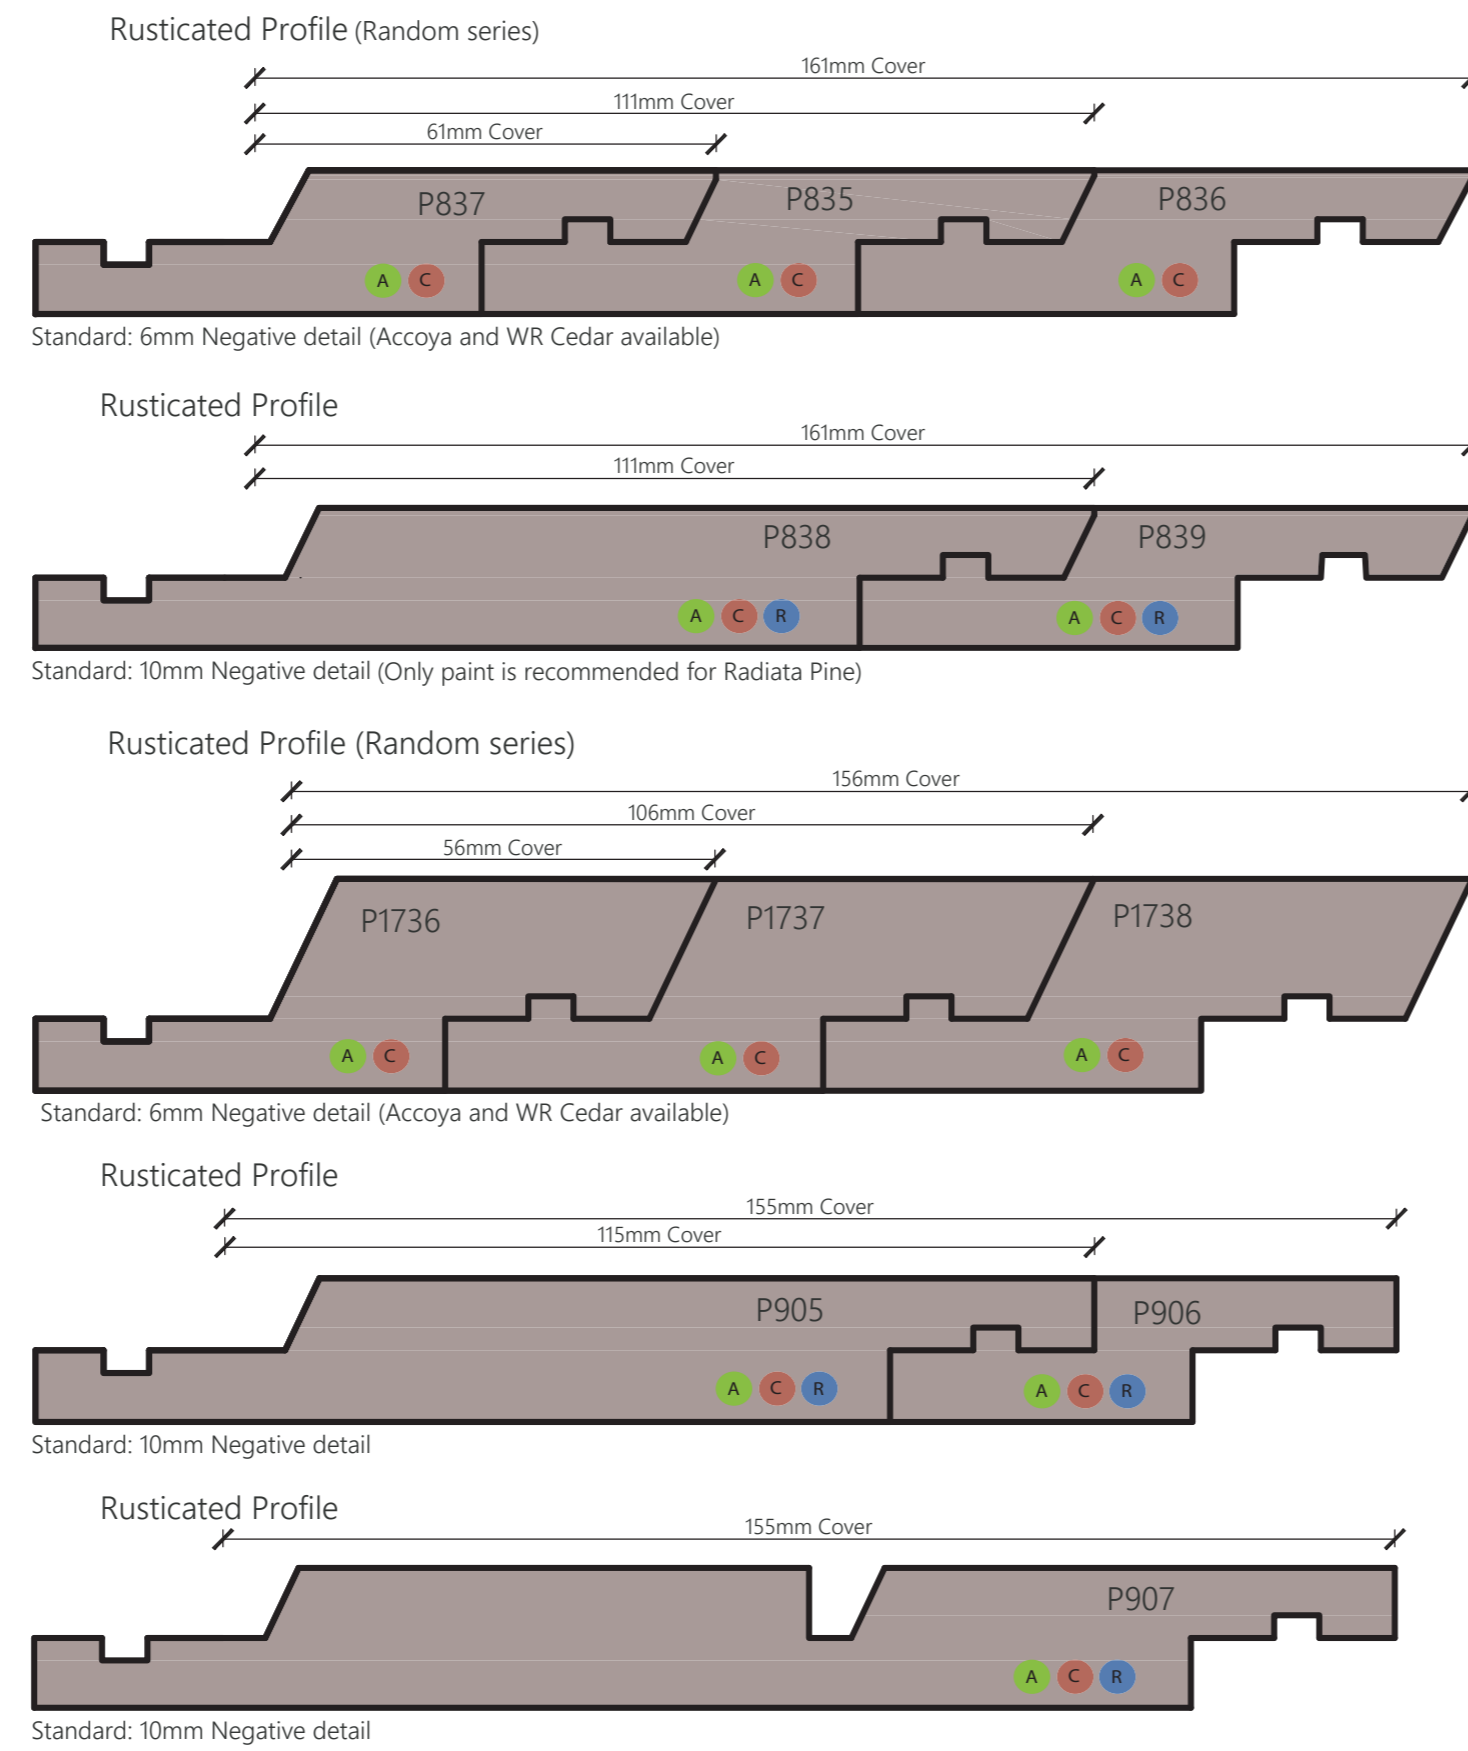 Rusticated Profile (Random series)
161mm Cover
111mm Cover
61mm Cover
P837
P835
P836
A C
A C
A C
Standard: 6mm Negative detail (Accoya and WR Cedar available)
Rusticated Profile
161mm Cover
111mm Cover
P838
P839
A C R
A C R
Standard: 10mm Negative detail (Only paint is recommended for Radiata Pine)
Rusticated Profile (Random series)
156mm Cover
106mm Cover
56mm Cover
P1736
P1737
P1738
A C
A C
A C
Standard: 6mm Negative detail (Accoya and WR Cedar available)
Rusticated Profile
155mm Cover
115mm Cover
P905
P906
A C R
A C R
Standard: 10mm Negative detail
Rusticated Profile
155mm Cover
P907
A C R
Standard: 10mm Negative detail